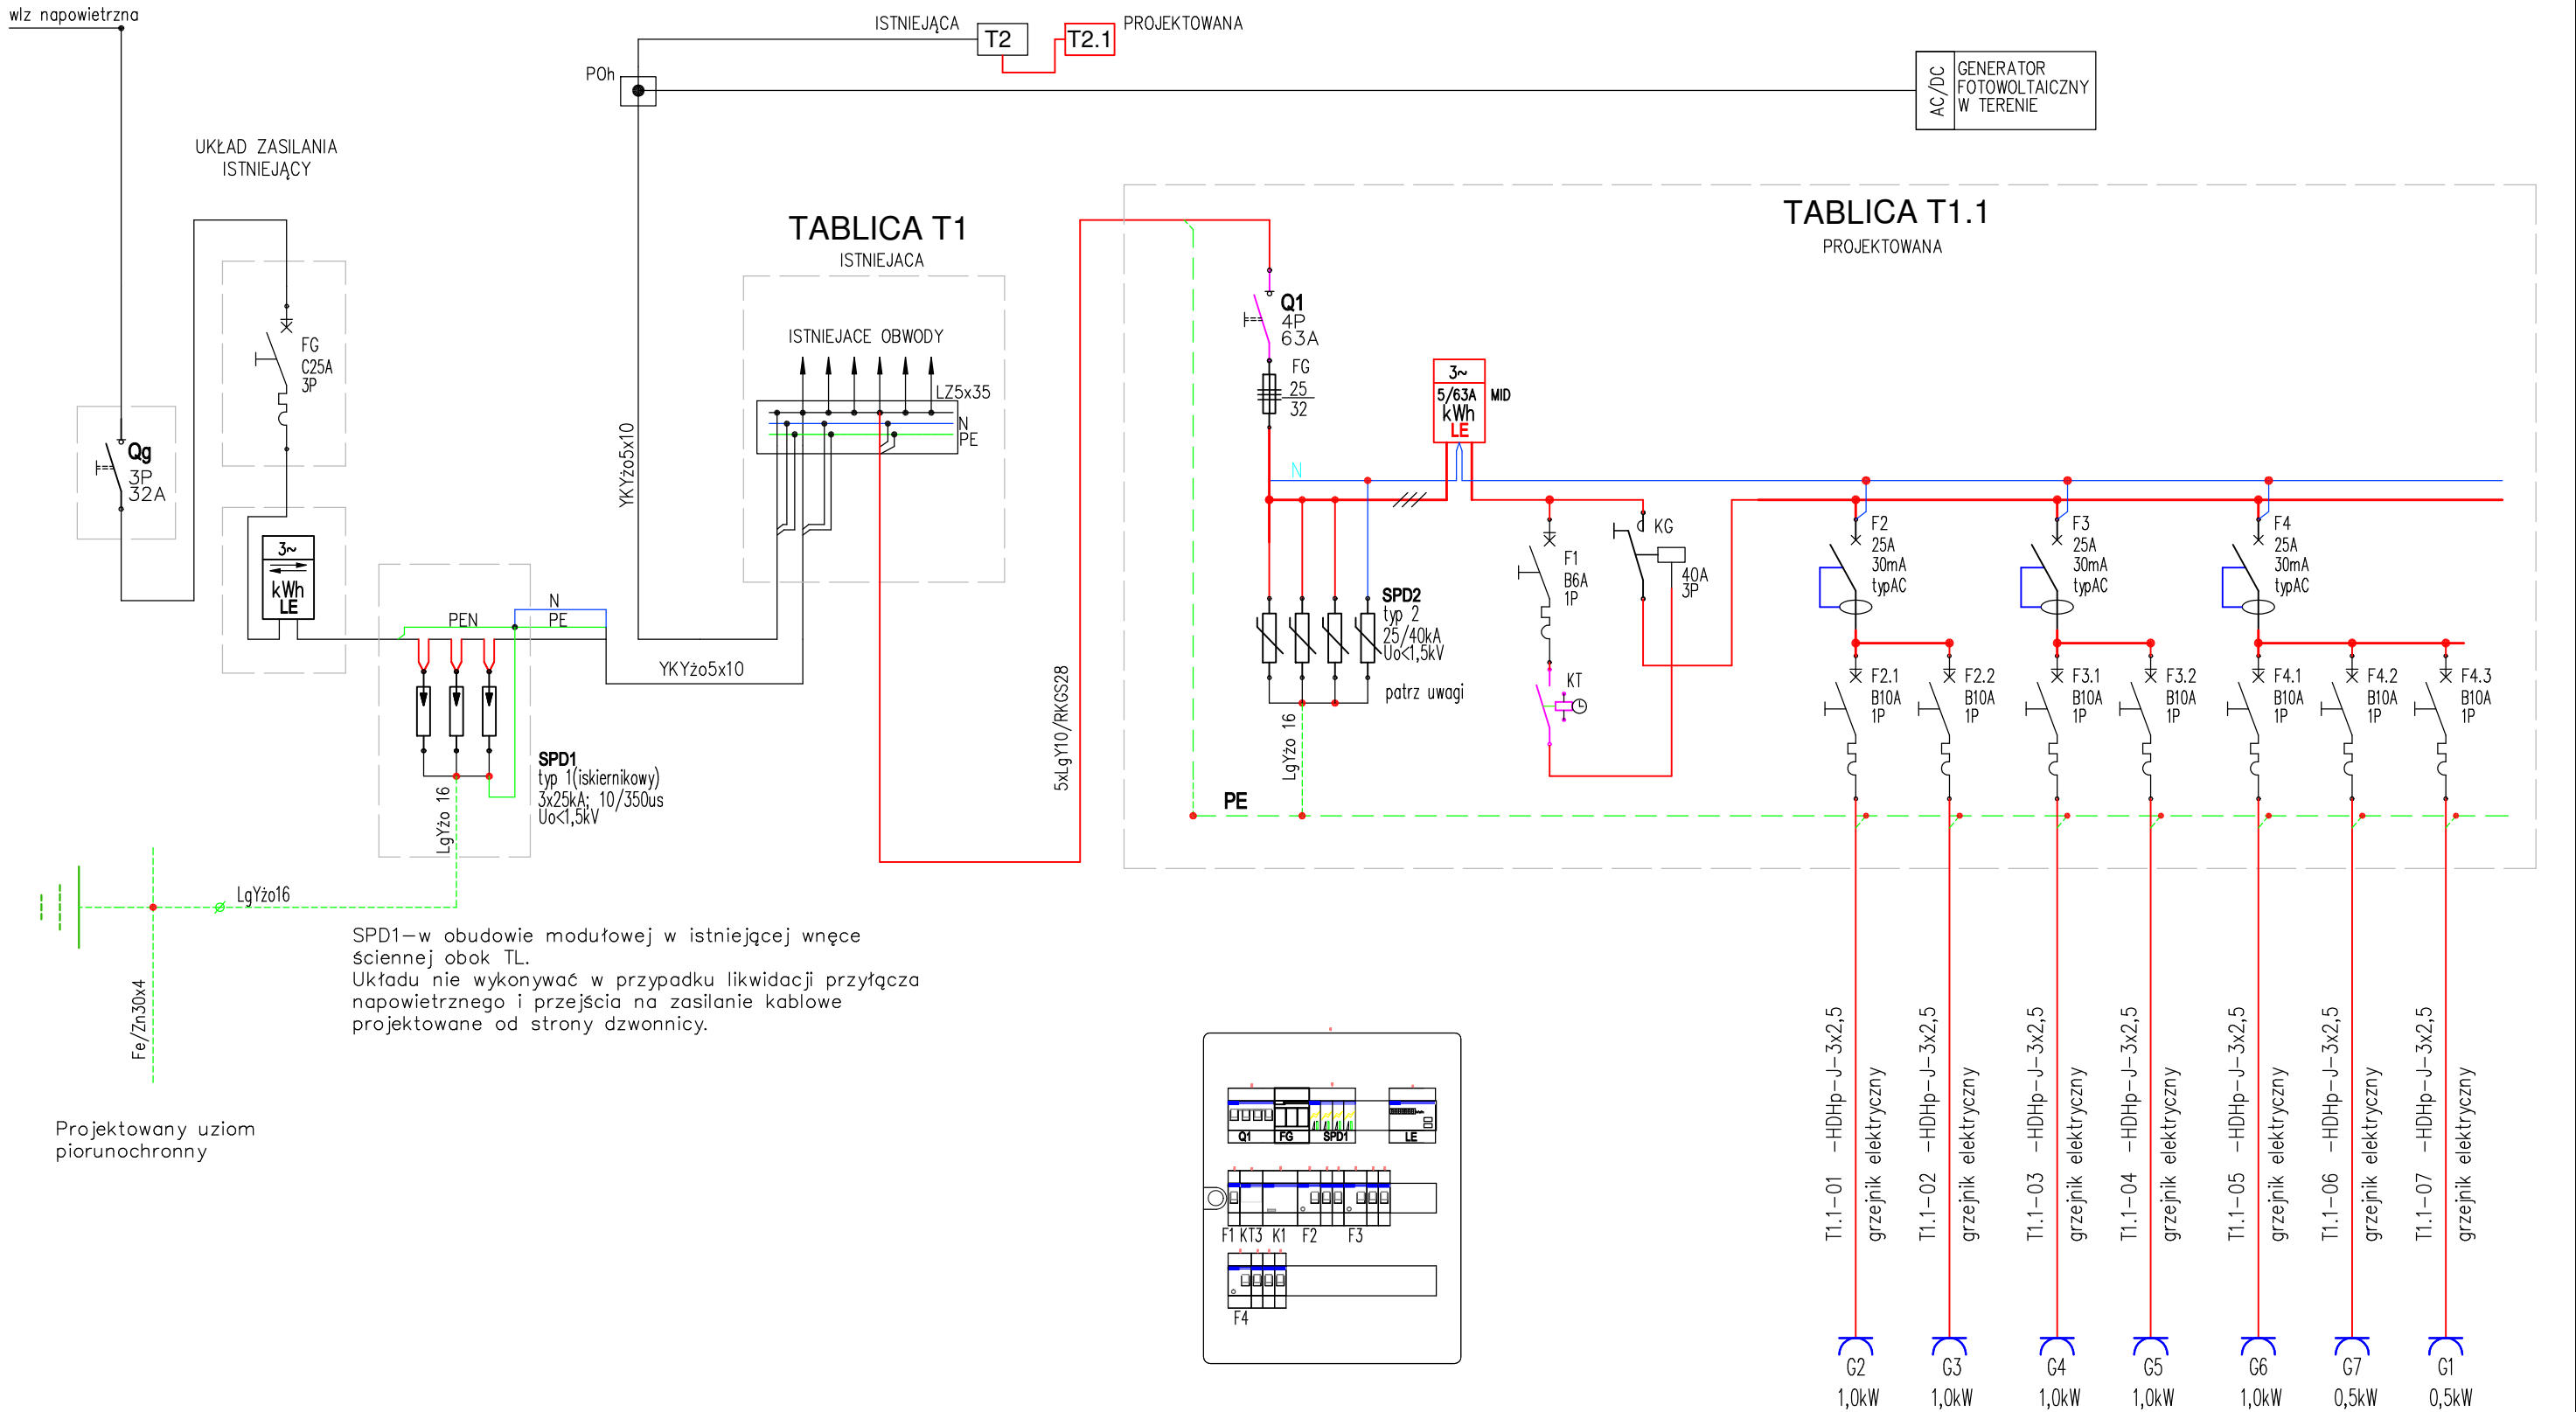 wlz napowietrzna
ISTNIEJĄCA
T2
T2.1
PROJEKTOWANA
POh
AC/DC
GENERATOR
FOTOWOLTAICZNY
W TERENIE
UKŁAD ZASILANIA
ISTNIEJĄCY
FG
C25A
3P
Qg
3P
32A
3~
kWh
LE
PEN
N
PE
YKYżo5x10
YKYżo5x10
SPD1
typ 1(iskiernikowy)
3x25kA; 10/350us
Uo<1,5kV
LgYżo 16
LgYżo16
Fe/Zn30x4
Projektowany uziom
piorunochronny
SPD1-w obudowie modułowej w istniejącej wnęce
ściennej obok TL.
Układu nie wykonywać w przypadku likwidacji przyłącza
napowietrznego i przejścia na zasilanie kablowe
projektowane od strony dzwonnicy.
TABLICA T1
ISTNIEJACA
ISTNIEJACE OBWODY
LZ5x35
N
PE
5xLgY10/RKGS28
TABLICA T1.1
PROJEKTOWANA
Q1
4P
63A
FG
25
32
3~
5/63A
kWh
LE
MID
N
SPD2
typ 2
25/40kA
Uo<1,5kV
patrz uwagi
LgYżo 16
PE
F1
B6A
1P
KT
KG
40A
3P
F2
25A
30mA
typAC
F3
25A
30mA
typAC
F4
25A
30mA
typAC
F2.1
B10A
1P
F2.2
B10A
1P
F3.1
B10A
1P
F3.2
B10A
1P
F4.1
B10A
1P
F4.2
B10A
1P
F4.3
B10A
1P
T1.1-01 -HDHp-J-3x2,5
grzejnik elektryczny
T1.1-02 -HDHp-J-3x2,5
grzejnik elektryczny
T1.1-03 -HDHp-J-3x2,5
grzejnik elektryczny
T1.1-04 -HDHp-J-3x2,5
grzejnik elektryczny
T1.1-05 -HDHp-J-3x2,5
grzejnik elektryczny
T1.1-06 -HDHp-J-3x2,5
grzejnik elektryczny
T1.1-07 -HDHp-J-3x2,5
grzejnik elektryczny
G2
1,0kW
G3
1,0kW
G4
1,0kW
G5
1,0kW
G6
1,0kW
G7
0,5kW
G1
0,5kW
Q1
FG
SPD1
LE
F1 KT3 K1 F2 F3
F4